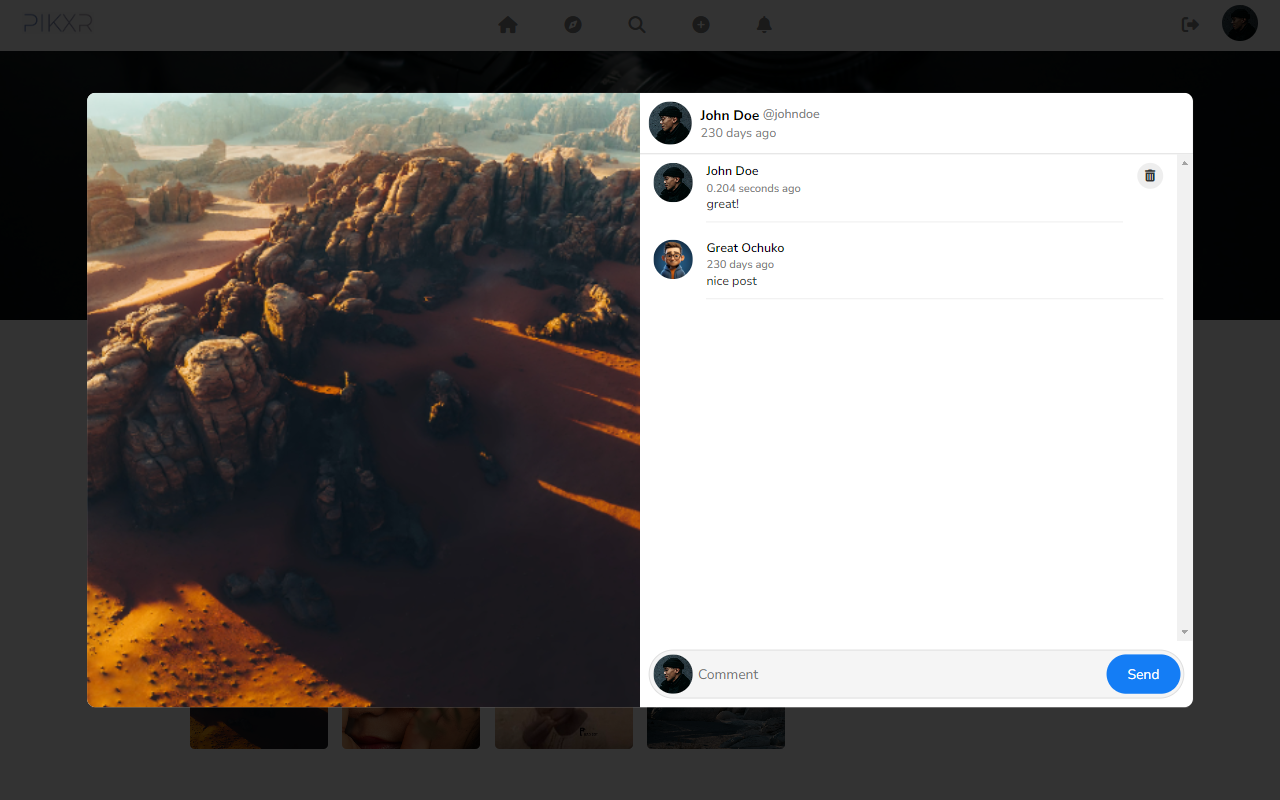 PIKXR
John Doe @johndoe
230 days ago
John Doe
0.204 seconds ago
great!
Great Ochuko
230 days ago
nice post
Comment
Send